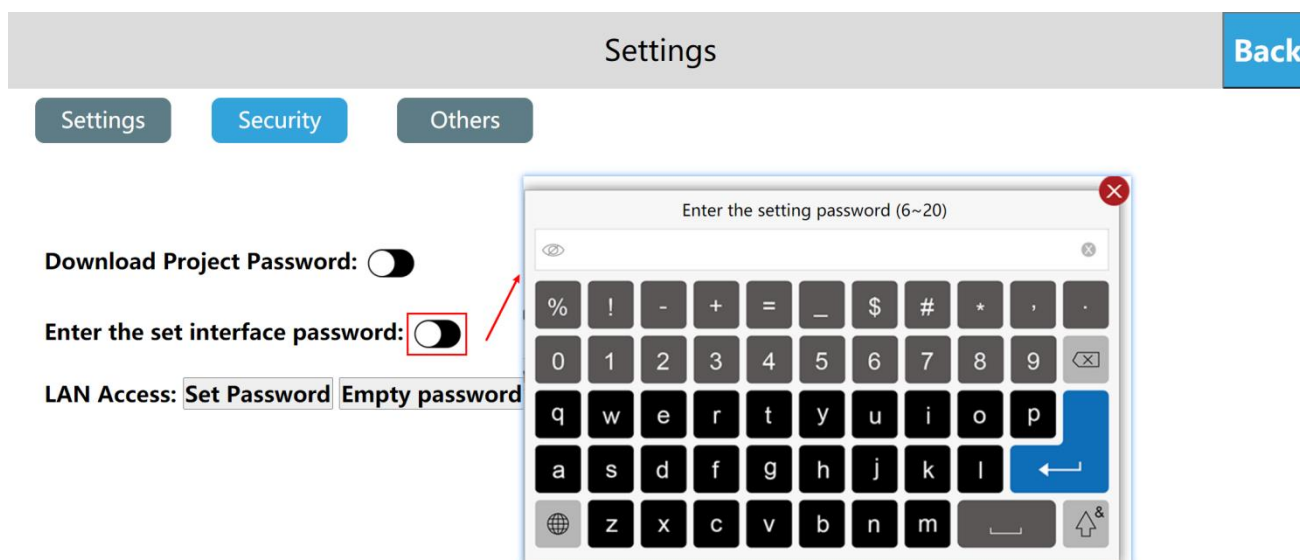 Settings
Back
Settings Security Others
Enter the setting password (6~20)
Download Project Password:
Enter the set interface password:
LAN Access: Set Password Empty password
% ! - + = _ $ # * , .
0 1 2 3 4 5 6 7 8 9
q w e r t y u i o p
a s d f g h j k l
z x c v b n m &